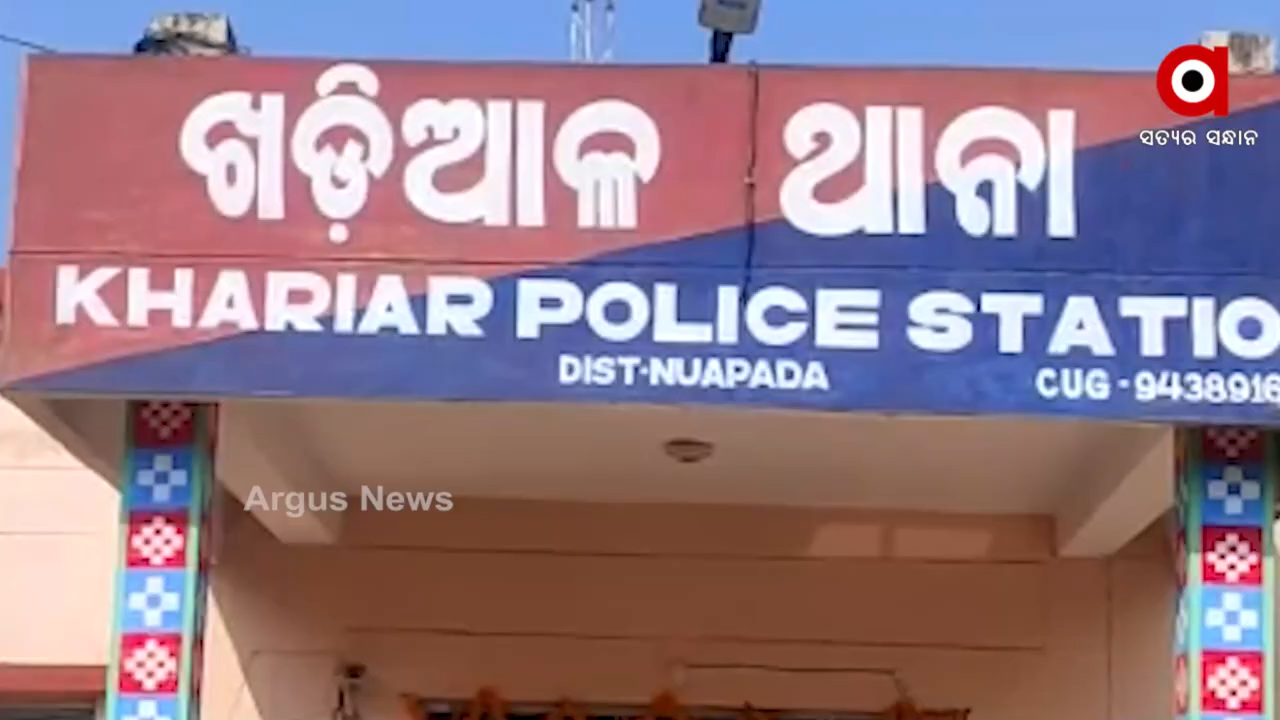 ଖଡ଼ିଆଳ ଥାନା
KHARIAR POLICE STATIO
DIST-NUAPADA
CUG - 9438916
ସତ୍ୟର ସନ୍ଧାନ
Argus News